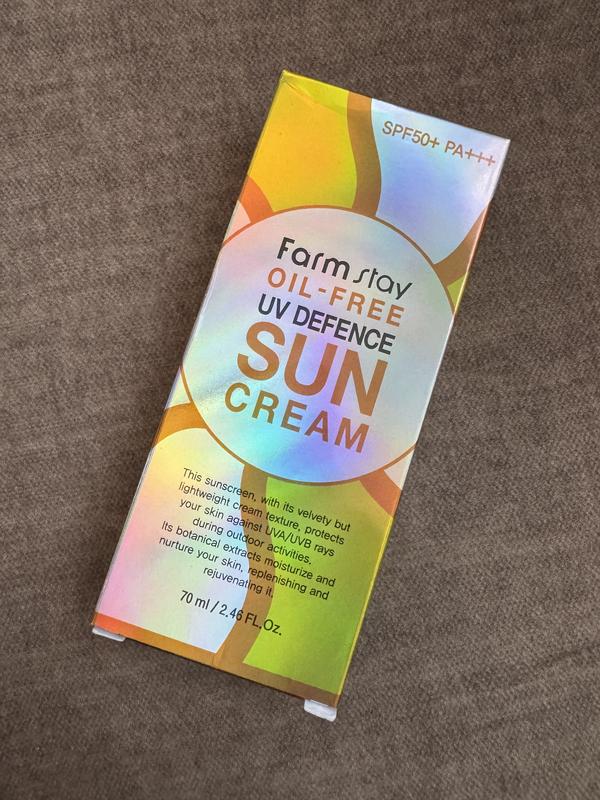 SPF50+ PA+++
Farm stay
OIL-FREE
UV DEFENCE
SUN
CREAM
This sunscreen, with its velvety but
lightweight cream texture, protects
your skin against UVA/UVB rays
during outdoor activities.
Its botanical extracts moisturize and
nurture your skin, replenishing and
rejuvenating it.
70 ml / 2.46 FL.Oz.